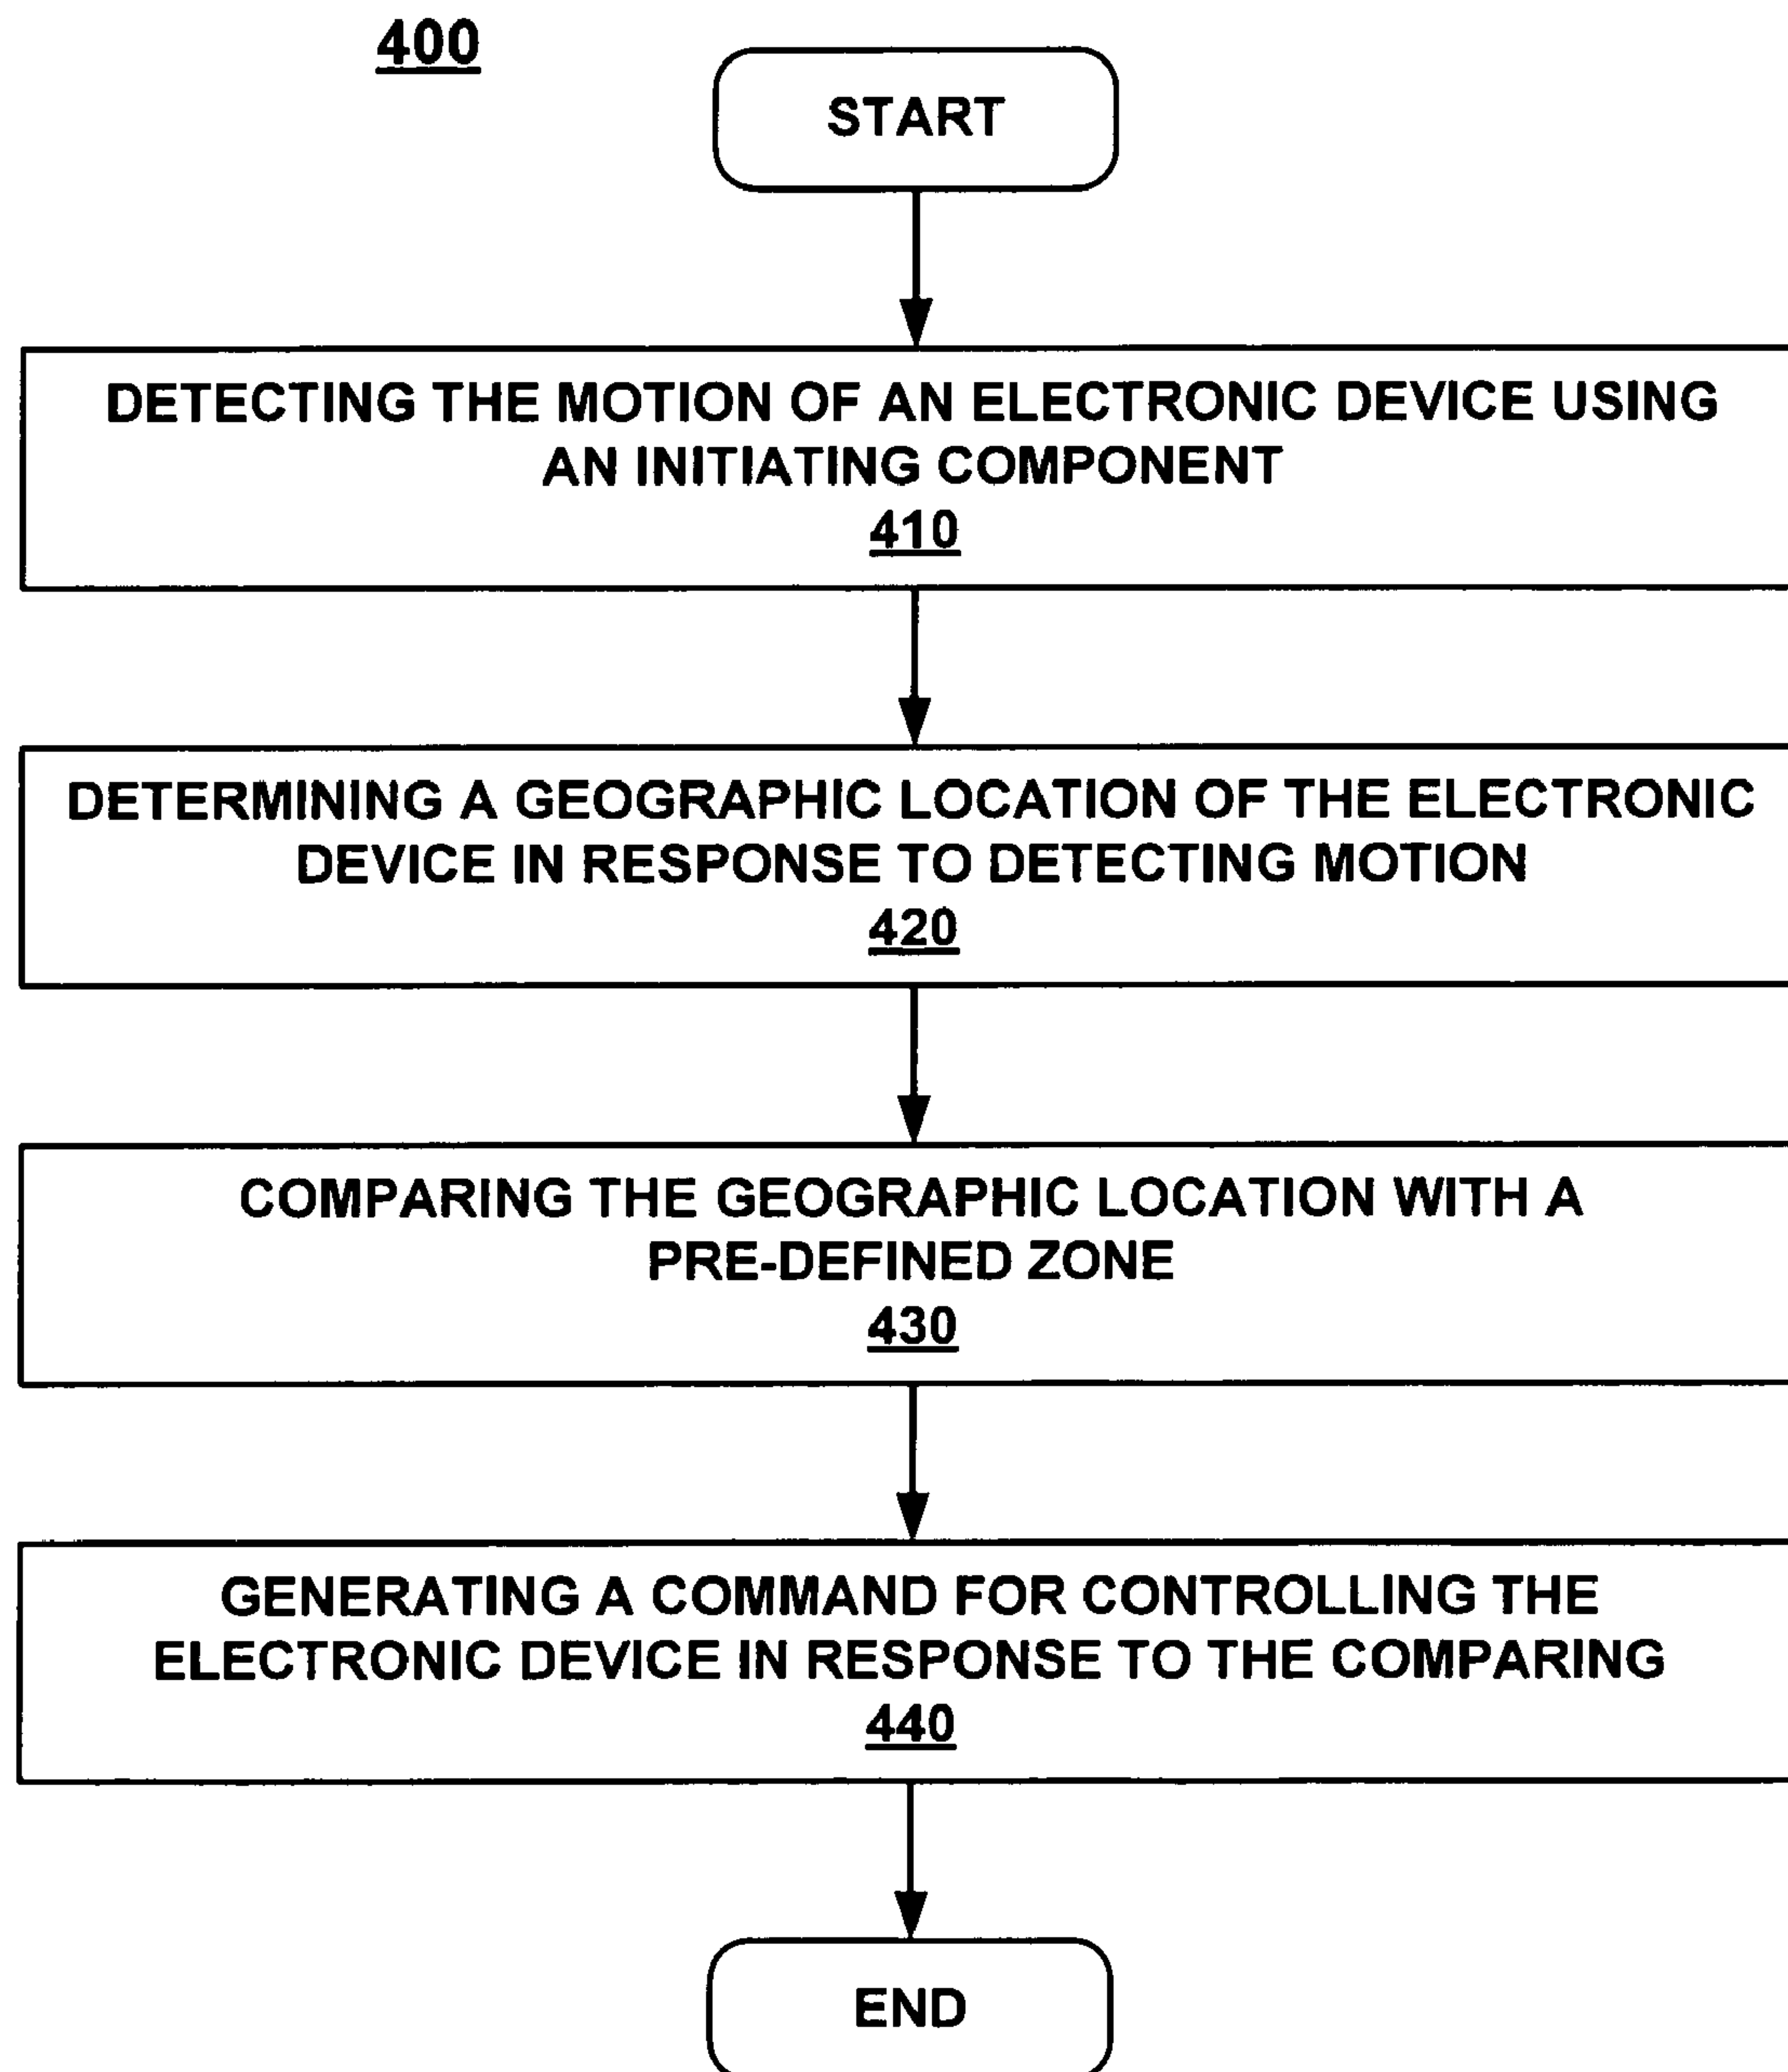 400
START
DETECTING THE MOTION OF AN ELECTRONIC DEVICE USING
AN INITIATING COMPONENT
410
DETERMINING A GEOGRAPHIC LOCATION OF THE ELECTRONIC
DEVICE IN RESPONSE TO DETECTING MOTION
420
COMPARING THE GEOGRAPHIC LOCATION WITH A
PRE-DEFINED ZONE
430
GENERATING A COMMAND FOR CONTROLLING THE
ELECTRONIC DEVICE IN RESPONSE TO THE COMPARING
440
END